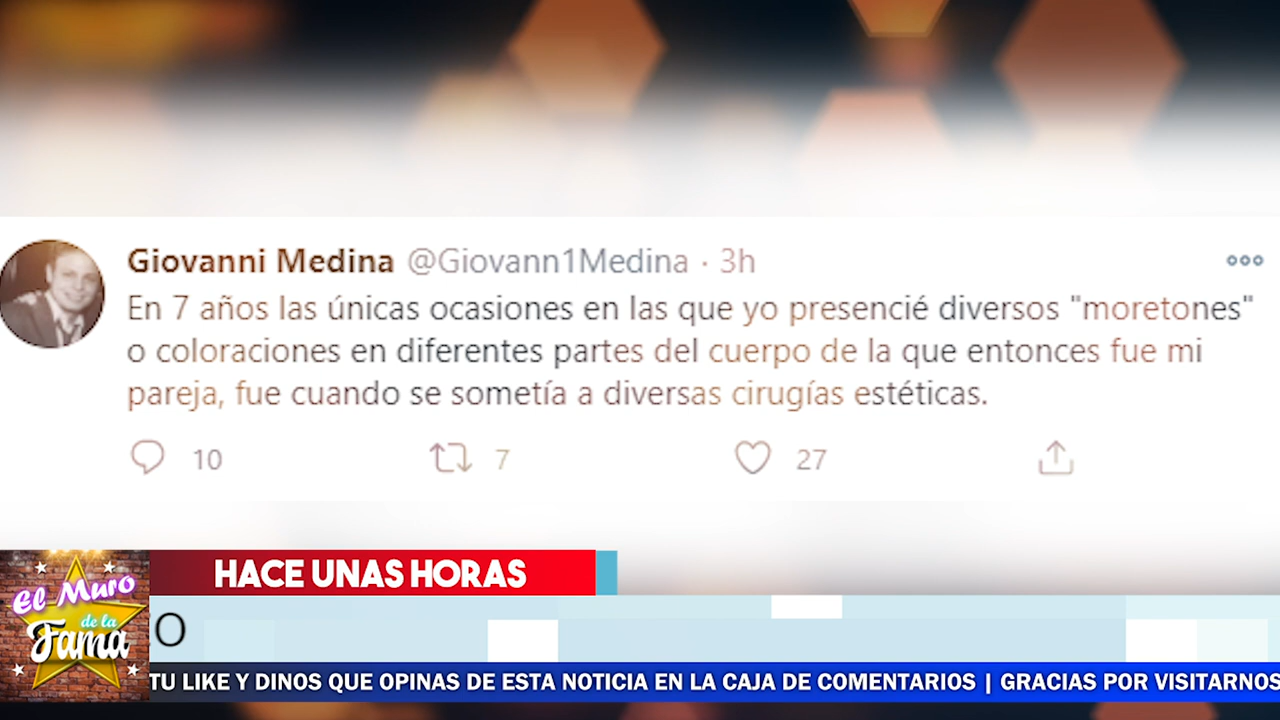 Giovanni Medina @Giovann1Medina · 3h
En 7 años las únicas ocasiones en las que yo presencié diversos "moretones"
o coloraciones en diferentes partes del cuerpo de la que entonces fue mi
pareja, fue cuando se sometía a diversas cirugías estéticas.
10 7 27
HACE UNAS HORAS
El Muro
de la
Fama
O
TU LIKE Y DINOS QUE OPINAS DE ESTA NOTICIA EN LA CAJA DE COMENTARIOS | GRACIAS POR VISITARNOS